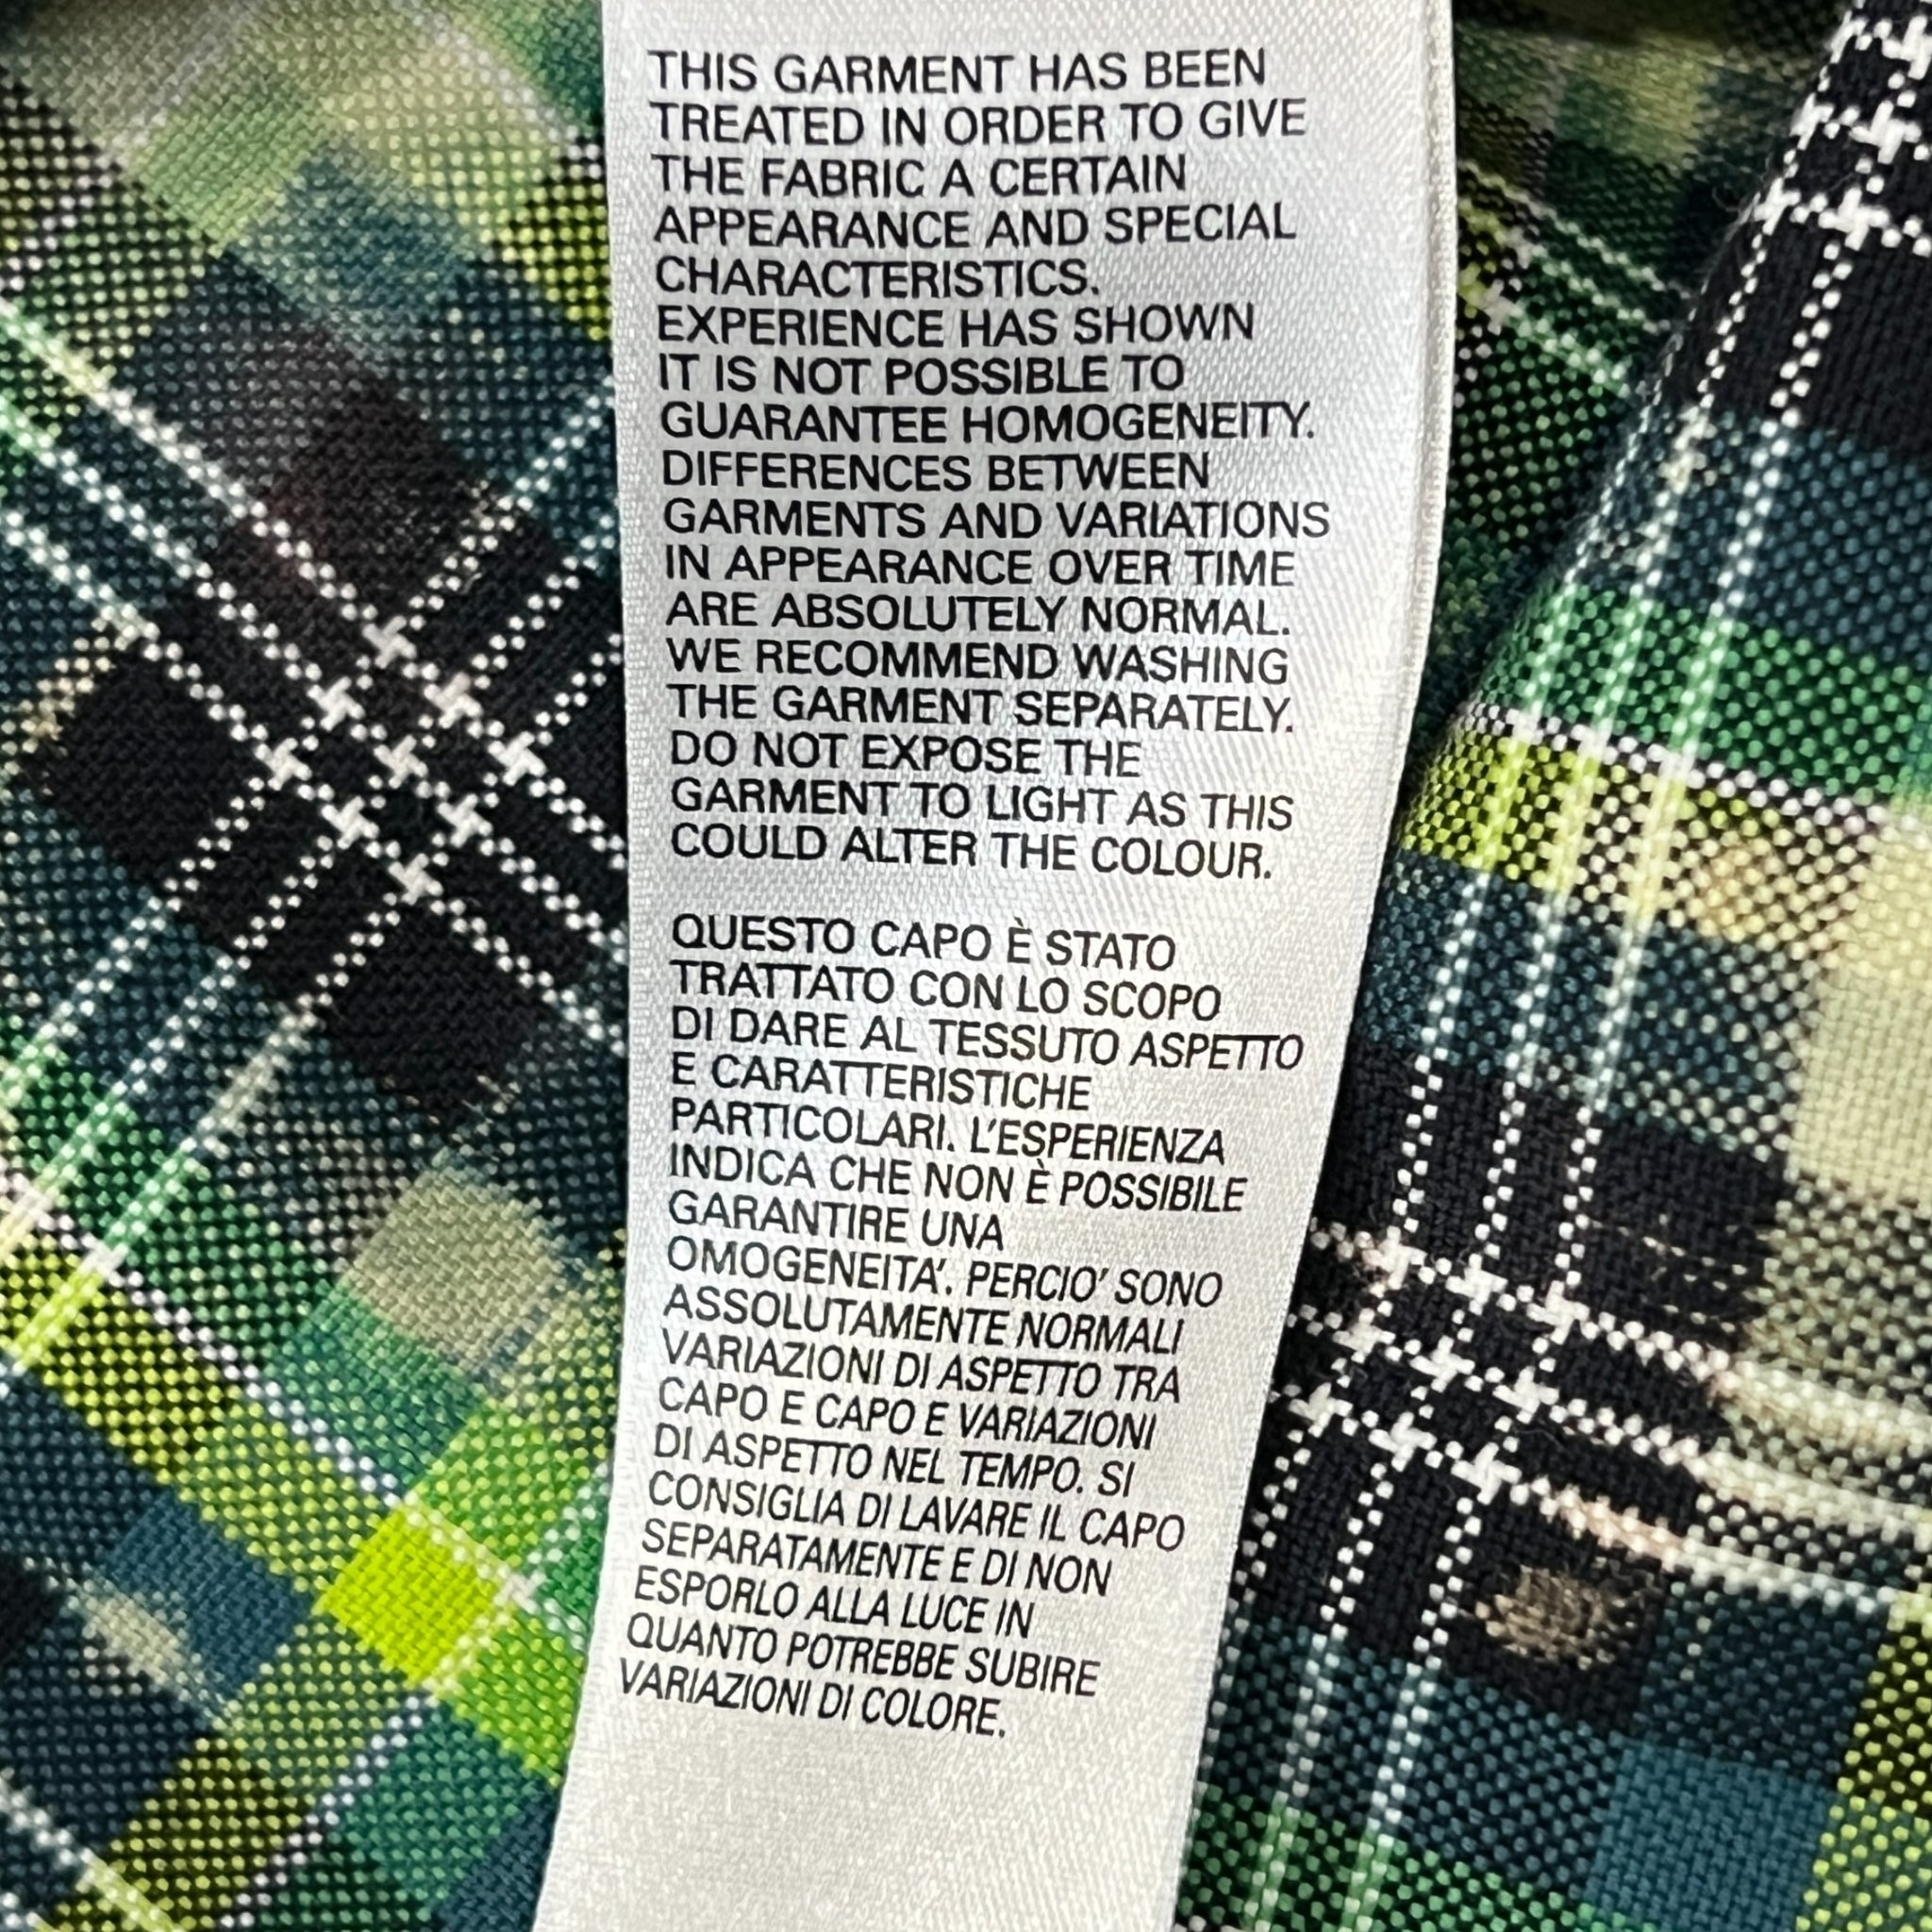 THIS GARMENT HAS BEEN
TREATED IN ORDER TO GIVE
THE FABRIC A CERTAIN
APPEARANCE AND SPECIAL
CHARACTERISTICS.
EXPERIENCE HAS SHOWN
IT IS NOT POSSIBLE TO
GUARANTEE HOMOGENEITY.
DIFFERENCES BETWEEN
GARMENTS AND VARIATIONS
IN APPEARANCE OVER TIME
ARE ABSOLUTELY NORMAL.
WE RECOMMEND WASHING
THE GARMENT SEPARATELY.
DO NOT EXPOSE THE
GARMENT TO LIGHT AS THIS
COULD ALTER THE COLOUR.
QUESTO CAPO È STATO
TRATTATO CON LO SCOPO
DI DARE AL TESSUTO ASPETTO
E CARATTERISTICHE
PARTICOLARI. L'ESPERIENZA
INDICA CHE NON È POSSIBILE
GARANTIRE UNA
OMOGENEITA'. PERCIO' SONO
ASSOLUTAMENTE NORMALI
VARIAZIONI DI ASPETTO TRA
CAPO E CAPO E VARIAZIONI
DI ASPETTO NEL TEMPO. SI
CONSIGLIA DI LAVARE IL CAPO
SEPARATAMENTE E DI NON
ESPORLO ALLA LUCE IN
QUANTO POTREBBE SUBIRE
VARIAZIONI DI COLORE.